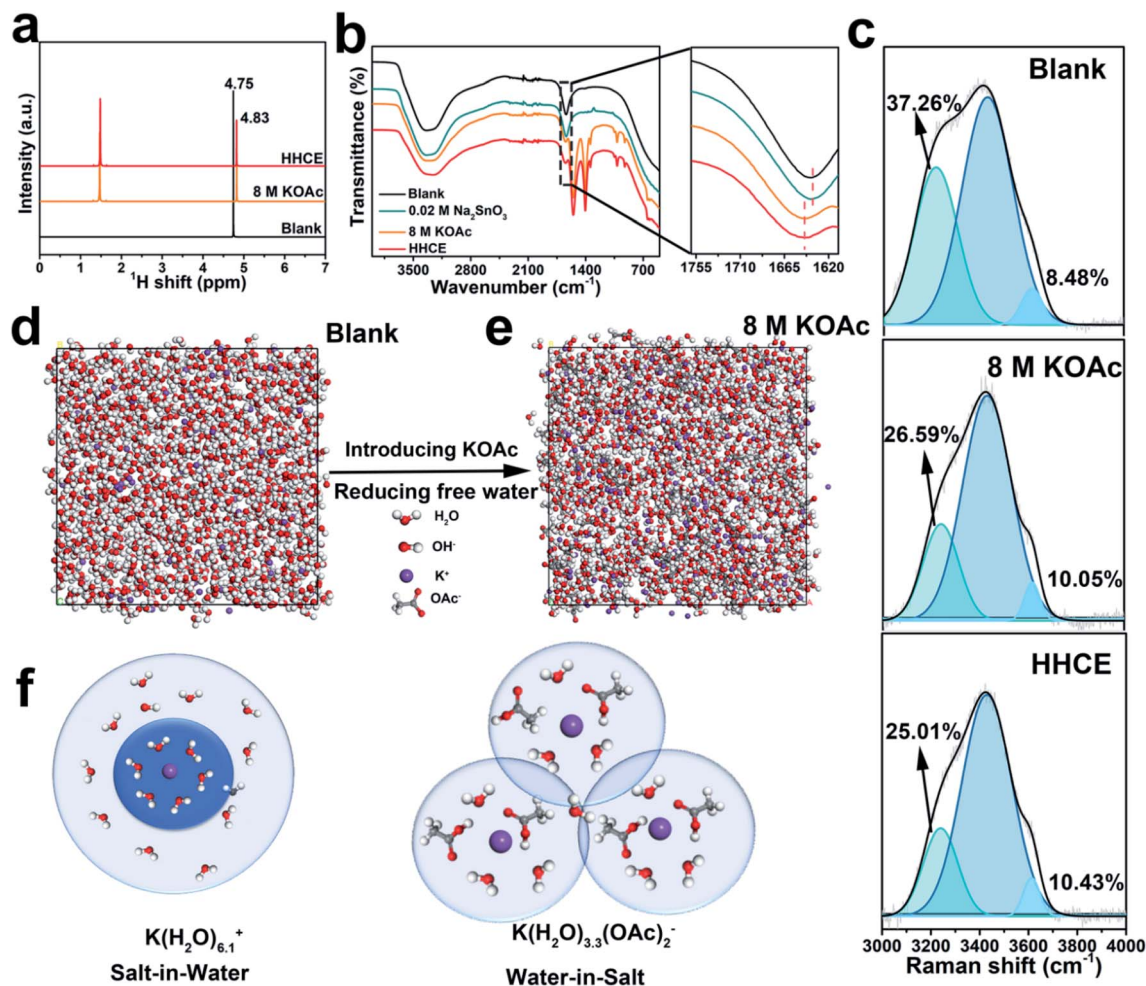 a
Intensity (a.u.)
4.75
4.83
HHCE
8 M KOAc
Blank
0 1 2 3 4 5 6 7
¹H shift (ppm)
b
Transmittance (%)
Blank
0.02 M Na₂SnO₃
8 M KOAc
HHCE
3500 2800 2100 1400 700
Wavenumber (cm⁻¹)
1755 1710 1665 1620
c
Blank
37.26%
8.48%
8 M KOAc
26.59%
10.05%
HHCE
25.01%
10.43%
3000 3200 3400 3600 3800 4000
Raman shift (cm⁻¹)
d
Blank
Introducing KOAc
Reducing free water
H₂O
OH⁻
K⁺
OAc⁻
e
8 M KOAc
f
K(H₂O)₆.₁⁺
Salt-in-Water
K(H₂O)₃.₃(OAc)₂⁻
Water-in-Salt